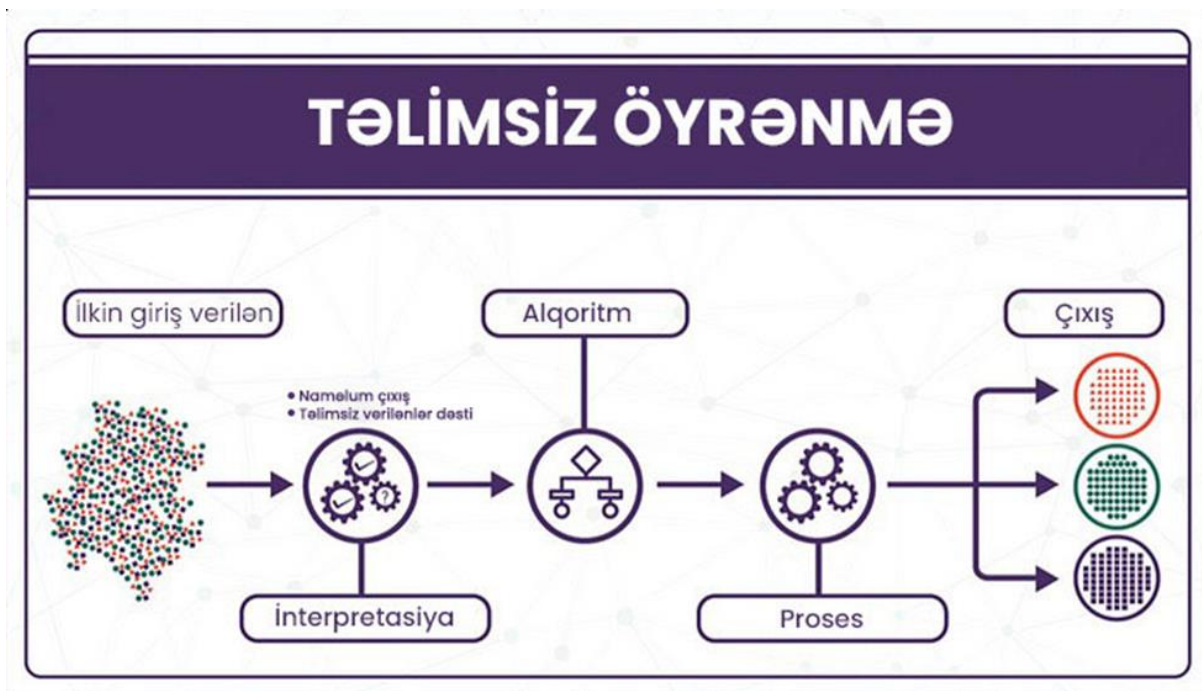 TƏLİMSİZ ÖYRƏNMƏ
İlkin giriş verilən
Alqoritm
Çıxış
• Naməlum çıxış
• Təlimsiz verilənlər dəsti
?
İnterpretasiya
Proses